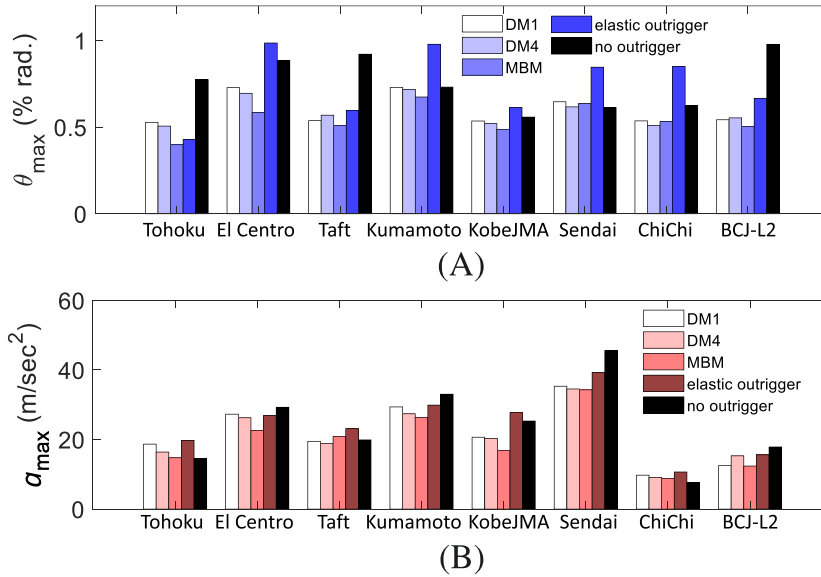 DM1
DM4
MBM
elastic outrigger
no outrigger
1
0.5
0
θmax (% rad.)
Tohoku El Centro Taft Kumamoto KobeJMA Sendai ChiChi BCJ-L2
(A)
60
40
20
0
amax (m/sec²)
DM1
DM4
MBM
elastic outrigger
no outrigger
Tohoku El Centro Taft Kumamoto KobeJMA Sendai ChiChi BCJ-L2
(B)